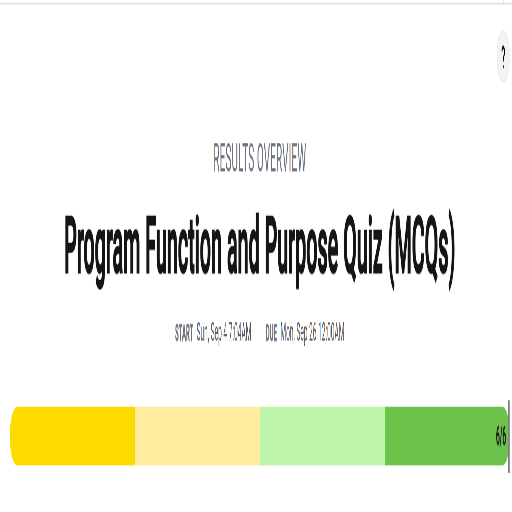 ?
RESULTS OVERVIEW
Program Function and Purpose Quiz (MCQs)
START Sun, Sep 4 7:04AM DUE Mon, Sep 26 12:00AM
6/6